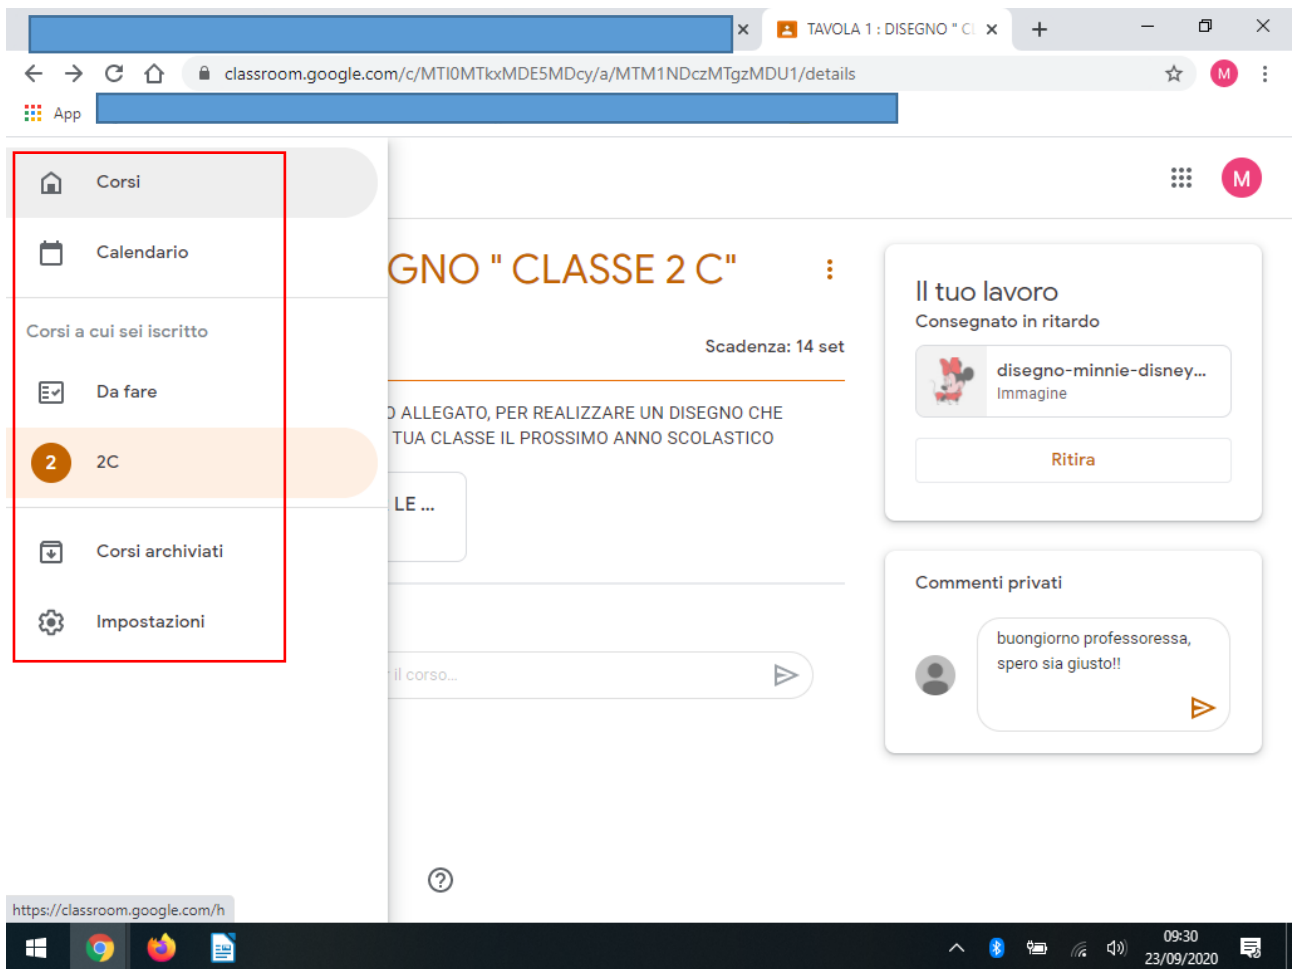 TAVOLA 1 : DISEGNO " CL
classroom.google.com/c/MTI0MTkxMDE5MDcy/a/MTM1NDczMTgzMDU1/details
M
App
Corsi
M
Calendario
GNO " CLASSE 2 C"
Il tuo lavoro
Consegnato in ritardo
Corsi a cui sei iscritto
Scadenza: 14 set
disegno-minnie-disney...
Immagine
Da fare
O ALLEGATO, PER REALIZZARE UN DISEGNO CHE
TUA CLASSE IL PROSSIMO ANNO SCOLASTICO
2
2C
Ritira
LE ...
Corsi archiviati
Commenti privati
Impostazioni
buongiorno professoressa,
spero sia giusto!!
il corso...
https://classroom.google.com/h
09:30
23/09/2020